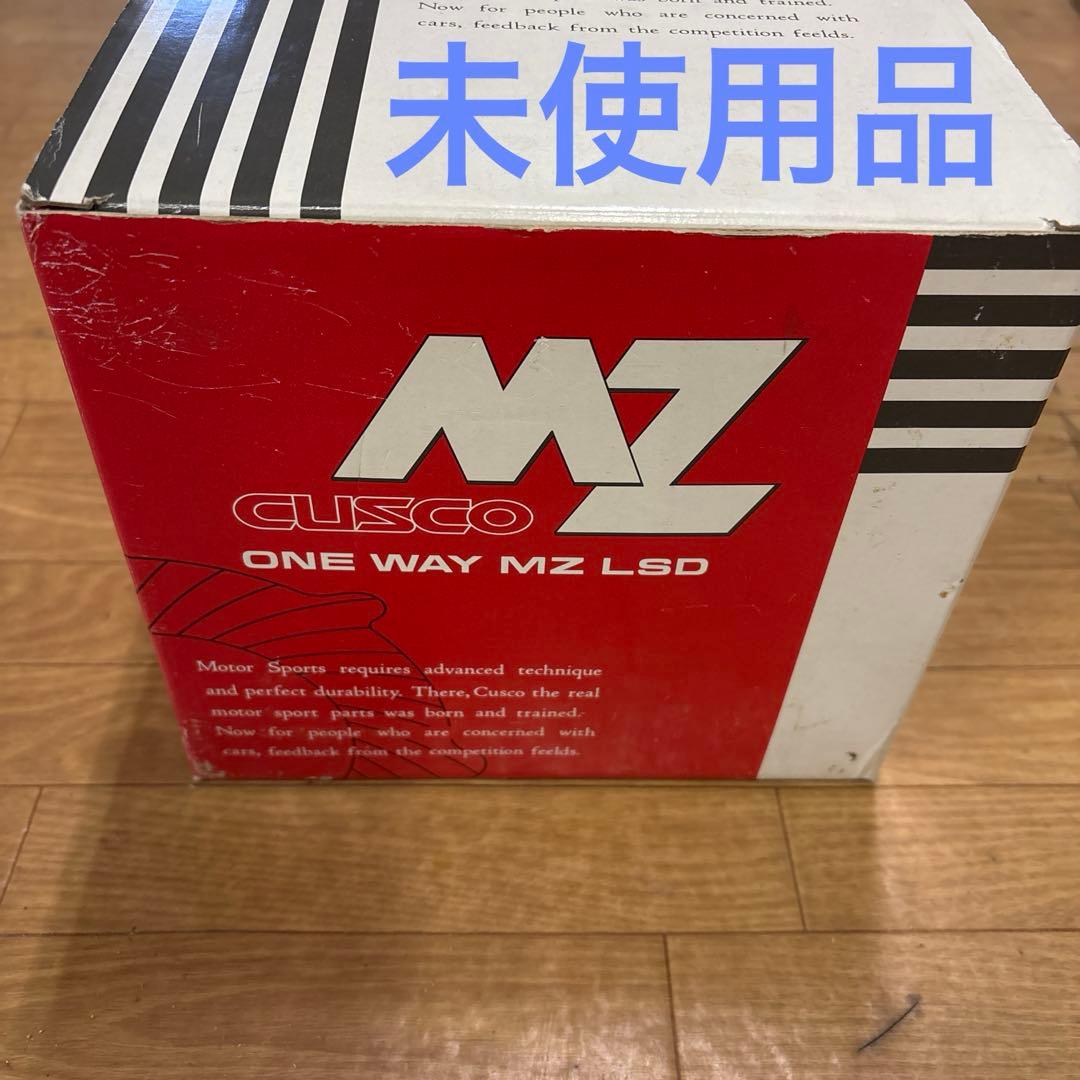 Now for people who are concerned with
cars, feedback from the competition feelds.
未使用品
MZ
CUSCO
ONE WAY MZ LSD
Motor Sports requires advanced technique
and perfect durability. There, Cusco the real
motor sport parts was born and trained.
Now for people who are concerned with
cars, feedback from the competition feelds.